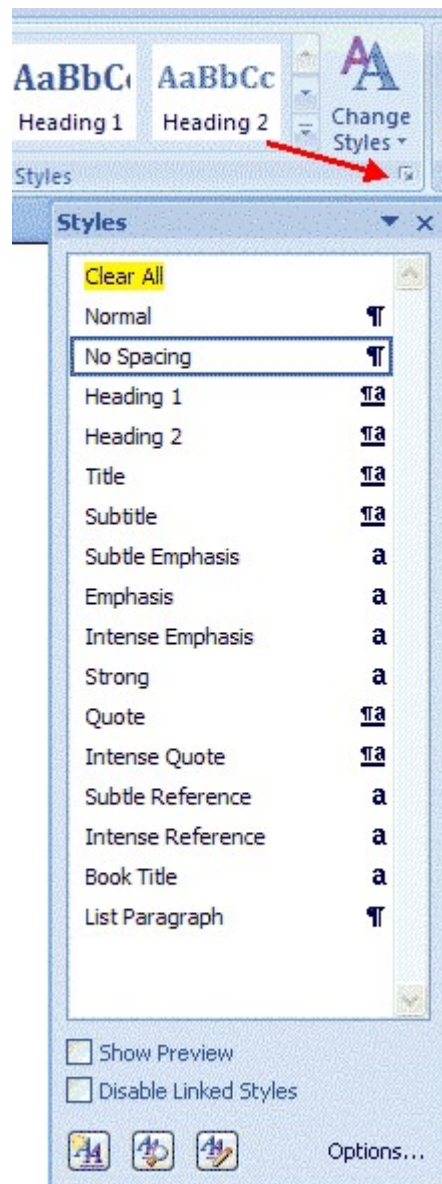 AaBbC AaBbCc
Heading 1 Heading 2 Change Styles
Styles
Styles
Clear All
Normal ¶
No Spacing ¶
Heading 1 ¶a
Heading 2 ¶a
Title ¶a
Subtitle ¶a
Subtle Emphasis a
Emphasis a
Intense Emphasis a
Strong a
Quote ¶a
Intense Quote ¶a
Subtle Reference a
Intense Reference a
Book Title a
List Paragraph ¶
Show Preview
Disable Linked Styles
Options...